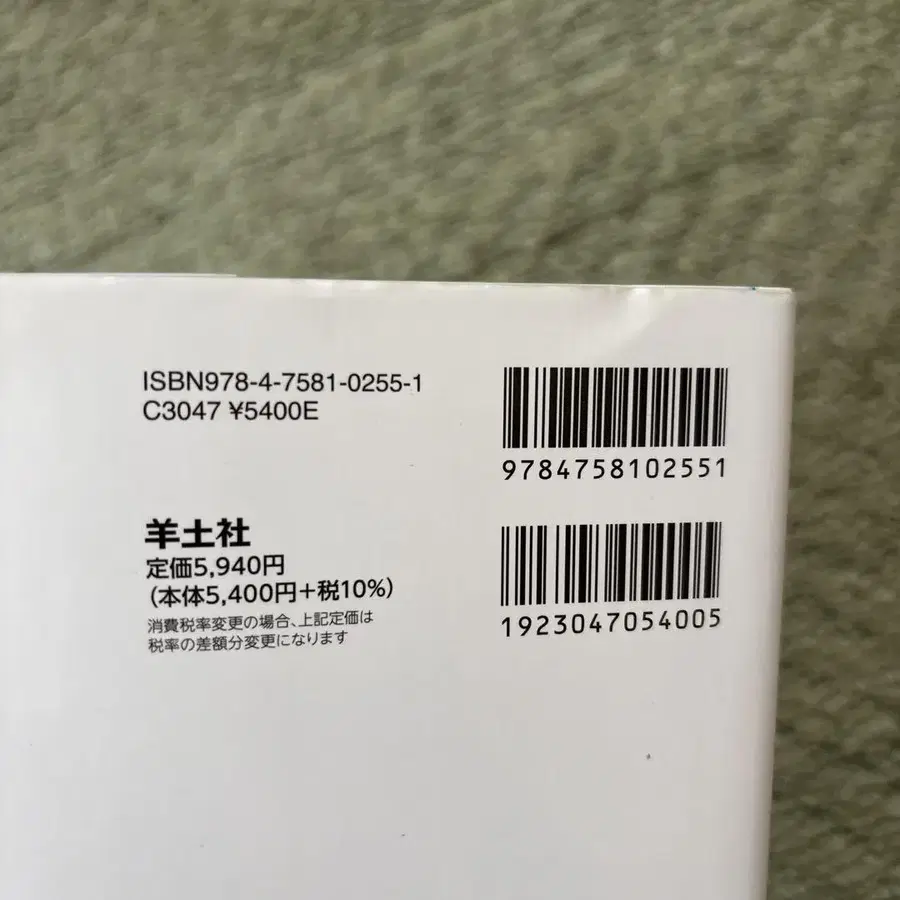 ISBN978-4-7581-0255-1
C3047 ¥5400E
9784758102551
羊土社
定価5,940円
(本体5,400円+税10%)
消費税率変更の場合、上記定価は
税率の差額分変更になります
1923047054005